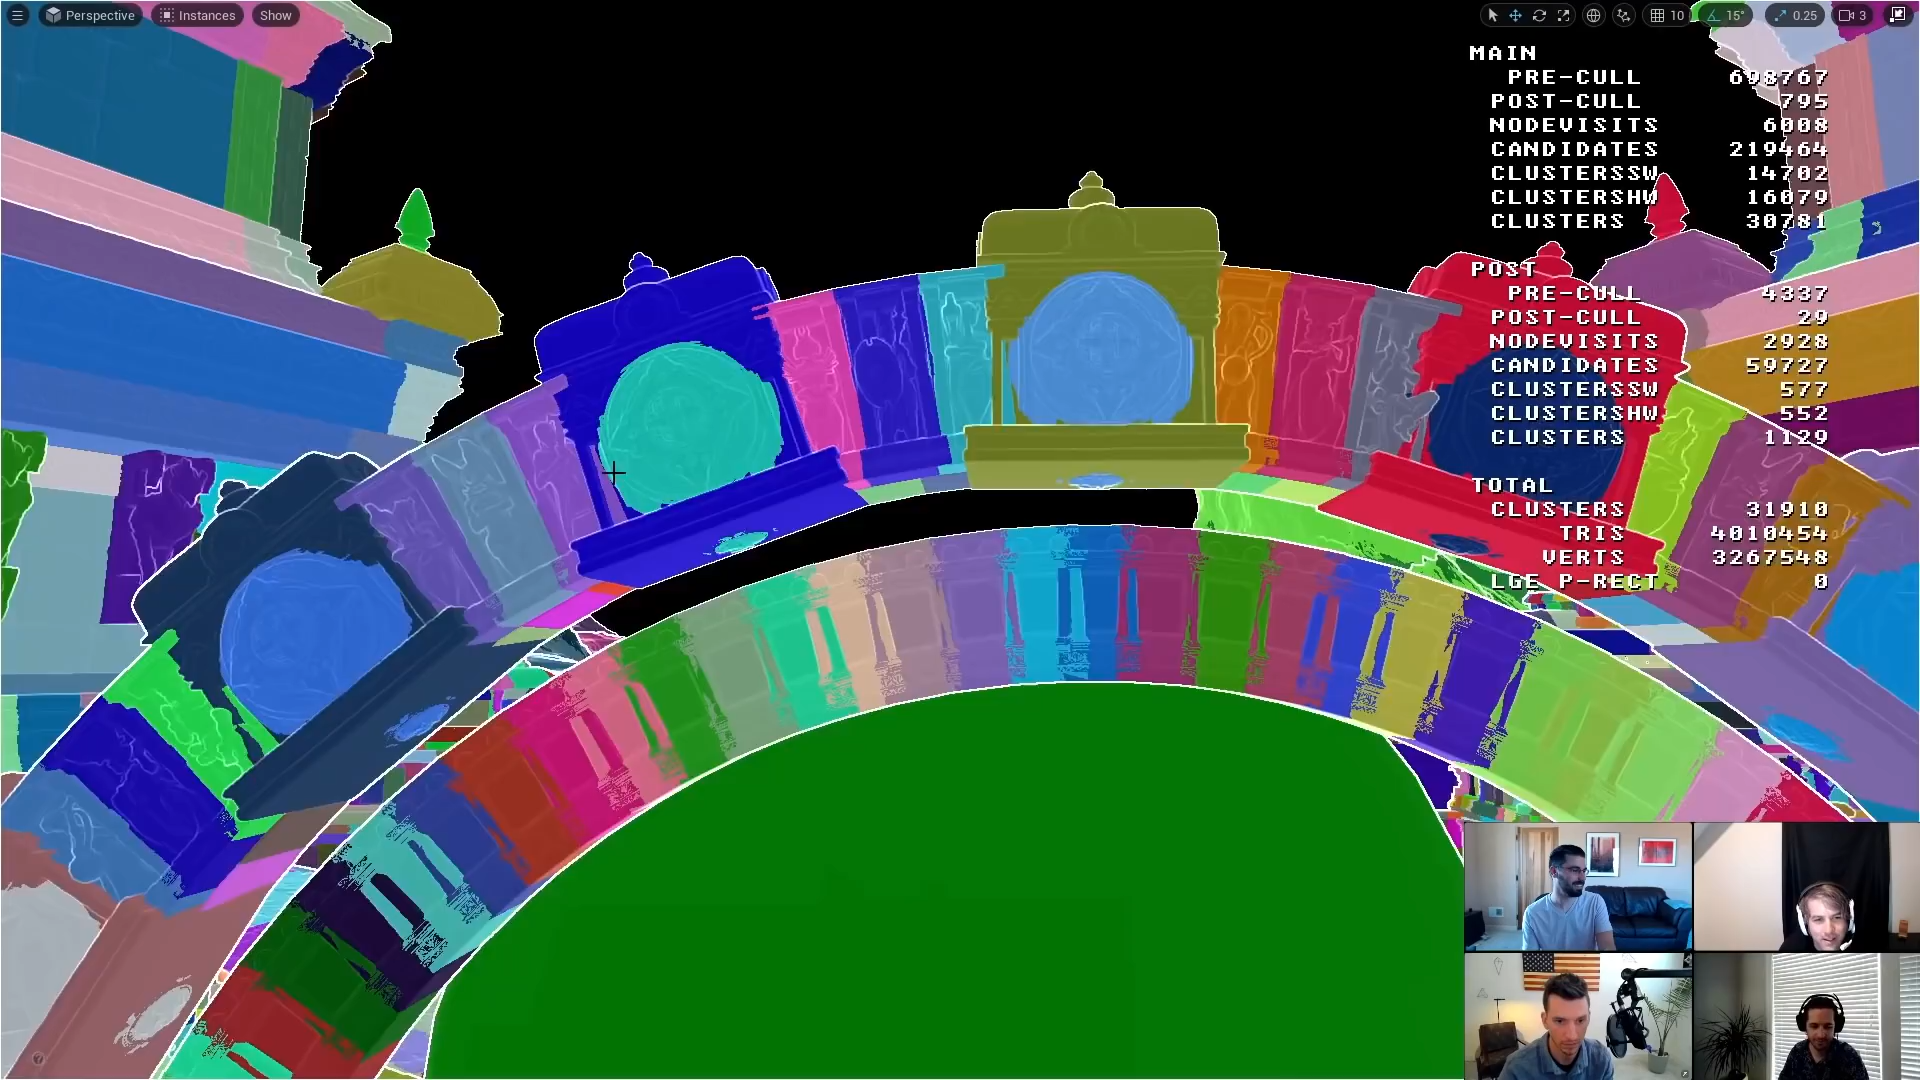 Perspective Instances Show 10 15° 0.25 3
MAIN
PRE-CULL 698767
POST-CULL 795
NODEVISITS 6008
CANDIDATES 219464
CLUSTERSSW 14702
CLUSTERSHW 16079
CLUSTERS 30781
POST
PRE-CULL 4337
POST-CULL 29
NODEVISITS 2928
CANDIDATES 59727
CLUSTERSSW 577
CLUSTERSHW 552
CLUSTERS 1129
TOTAL
CLUSTERS 31910
TRIS 4010454
VERTS 3267548
LGE P-RECT 0